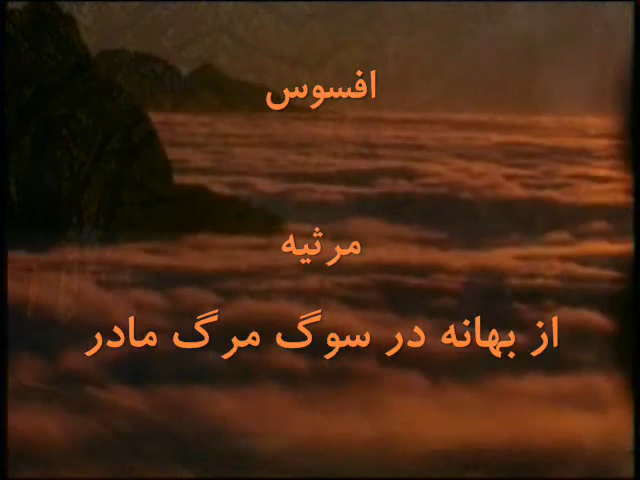 افسوس
مرثیه
از بهانه در سوگ مرگ مادر